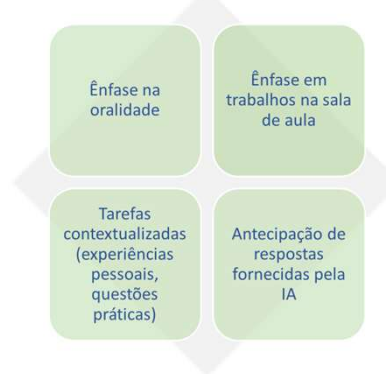 Ênfase na
oralidade
Ênfase em
trabalhos na sala
de aula
Tarefas
contextualizadas
(experiências
pessoais,
questões
práticas)
Antecipação de
respostas
fornecidas pela
IA